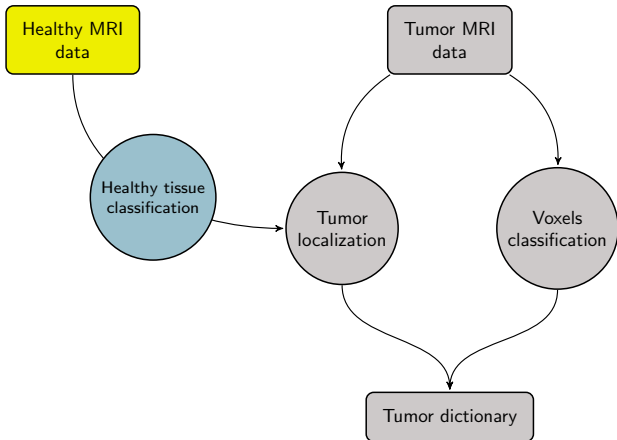 Healthy MRI
data
Tumor MRI
data
Healthy tissue
classification
Tumor
localization
Voxels
classification
Tumor dictionary